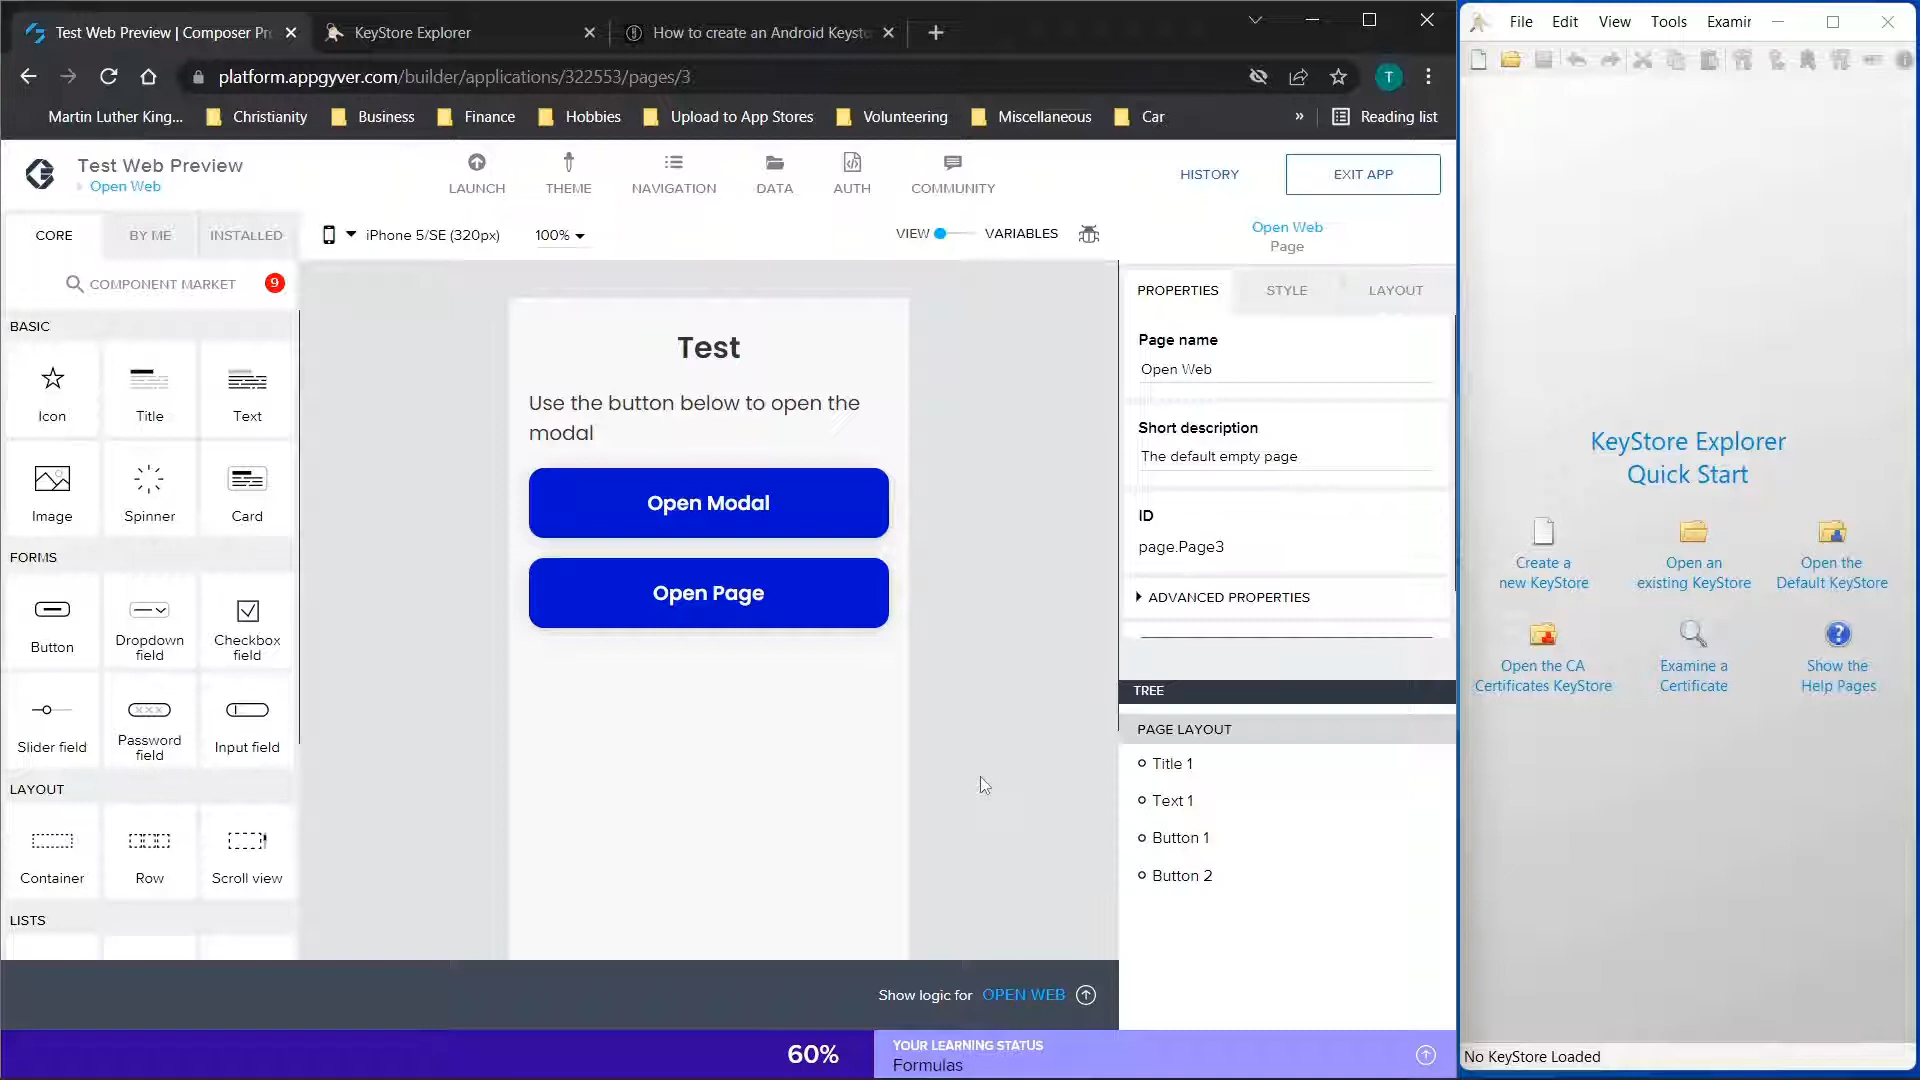 Test Web Preview | Composer Pr
KeyStore Explorer
How to create an Android Keysto
platform.appgyver.com/builder/applications/322553/pages/3
T
Martin Luther King...
Christianity
Business
Finance
Hobbies
Upload to App Stores
Volunteering
Miscellaneous
Car
»
Reading list
Test Web Preview
Open Web
LAUNCH
THEME
NAVIGATION
DATA
AUTH
COMMUNITY
HISTORY
EXIT APP
CORE
BY ME
INSTALLED
iPhone 5/SE (320px)
100%
VIEW
VARIABLES
Open Web
Page
COMPONENT MARKET
9
BASIC
Icon
Title
Text
Image
Spinner
Card
FORMS
Button
Dropdown
field
Checkbox
field
Slider field
Password
field
Input field
LAYOUT
Container
Row
Scroll view
LISTS
Test
Use the button below to open the
modal
Open Modal
Open Page
PROPERTIES
STYLE
LAYOUT
Page name
Open Web
Short description
The default empty page
ID
page.Page3
ADVANCED PROPERTIES
TREE
PAGE LAYOUT
Title 1
Text 1
Button 1
Button 2
Show logic for OPEN WEB
60%
YOUR LEARNING STATUS
Formulas
File
Edit
View
Tools
Examir
KeyStore Explorer
Quick Start
Create a
new KeyStore
Open an
existing KeyStore
Open the
Default KeyStore
Open the CA
Certificates KeyStore
Examine a
Certificate
Show the
Help Pages
No KeyStore Loaded